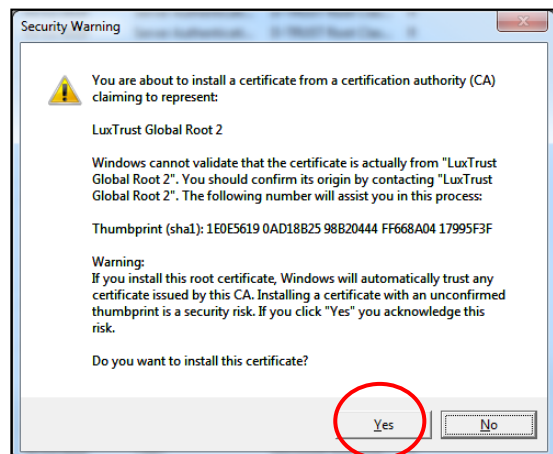 Security Warning
You are about to install a certificate from a certification authority (CA)
claiming to represent:
LuxTrust Global Root 2
Windows cannot validate that the certificate is actually from "LuxTrust
Global Root 2". You should confirm its origin by contacting "LuxTrust
Global Root 2". The following number will assist you in this process:
Thumbprint (sha1): 1E0E5619 0AD18B25 98B20444 FF668A04 17995F3F
Warning:
If you install this root certificate, Windows will automatically trust any
certificate issued by this CA. Installing a certificate with an unconfirmed
thumbprint is a security risk. If you click "Yes" you acknowledge this
risk.
Do you want to install this certificate?
Yes No